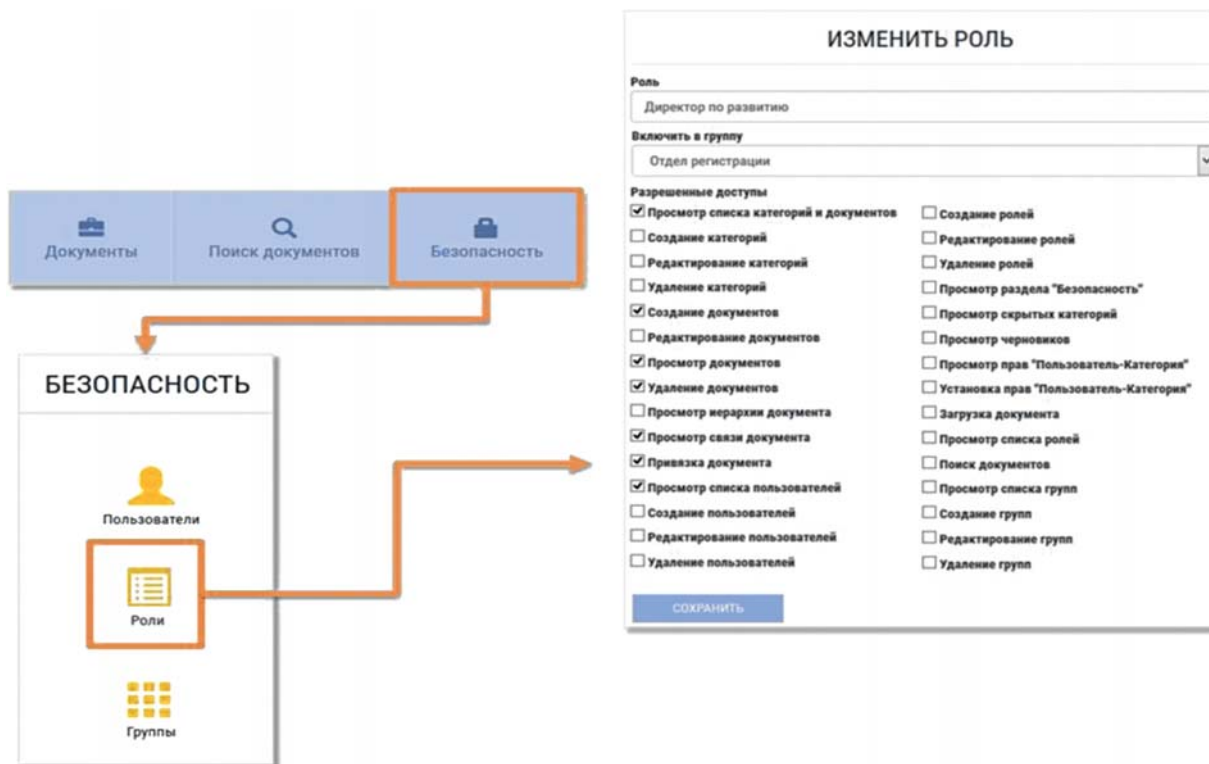 Документы
Поиск документов
Безопасность
БЕЗОПАСНОСТЬ
Пользователи
Роли
Группы
ИЗМЕНИТЬ РОЛЬ
Роль
Директор по развитию
Включить в группу
Отдел регистрации
Разрешенные доступы
Просмотр списка категорий и документов
Создание категорий
Редактирование категорий
Удаление категорий
Создание документов
Редактирование документов
Просмотр документов
Удаление документов
Просмотр иерархии документа
Просмотр связи документа
Привязка документа
Просмотр списка пользователей
Создание пользователей
Редактирование пользователей
Удаление пользователей
Создание ролей
Редактирование ролей
Удаление ролей
Просмотр раздела "Безопасность"
Просмотр скрытых категорий
Просмотр черновиков
Просмотр прав "Пользователь-Категория"
Установка прав "Пользователь-Категория"
Загрузка документа
Просмотр списка ролей
Поиск документов
Просмотр списка групп
Создание групп
Редактирование групп
Удаление групп
СОХРАНИТЬ